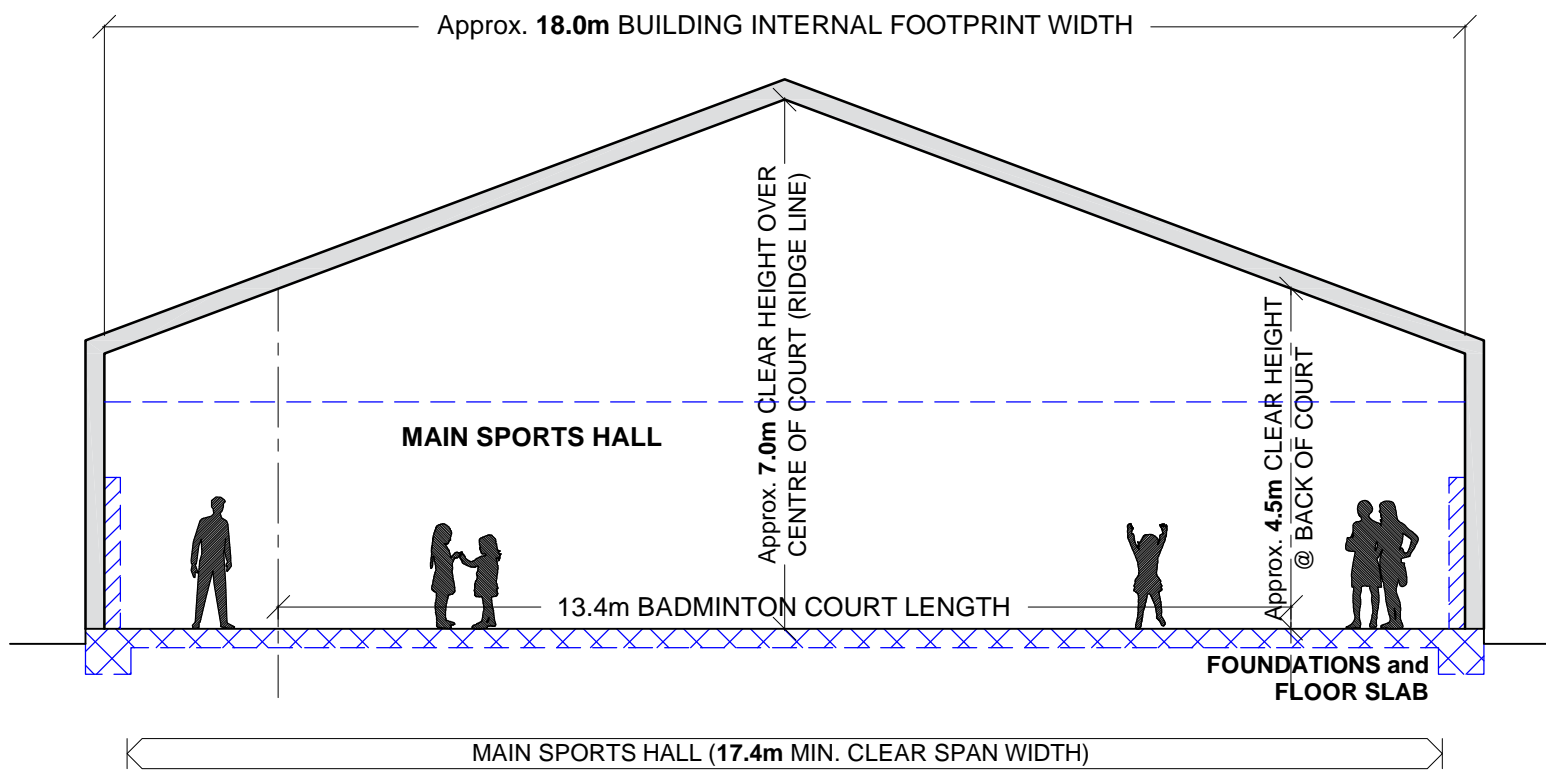 Approx. 18.0m BUILDING INTERNAL FOOTPRINT WIDTH
Approx. 7.0m CLEAR HEIGHT OVER
CENTRE OF COURT (RIDGE LINE)
Approx. 4.5m CLEAR HEIGHT
@ BACK OF COURT
MAIN SPORTS HALL
13.4m BADMINTON COURT LENGTH
FOUNDATIONS and
FLOOR SLAB
MAIN SPORTS HALL (17.4m MIN. CLEAR SPAN WIDTH)